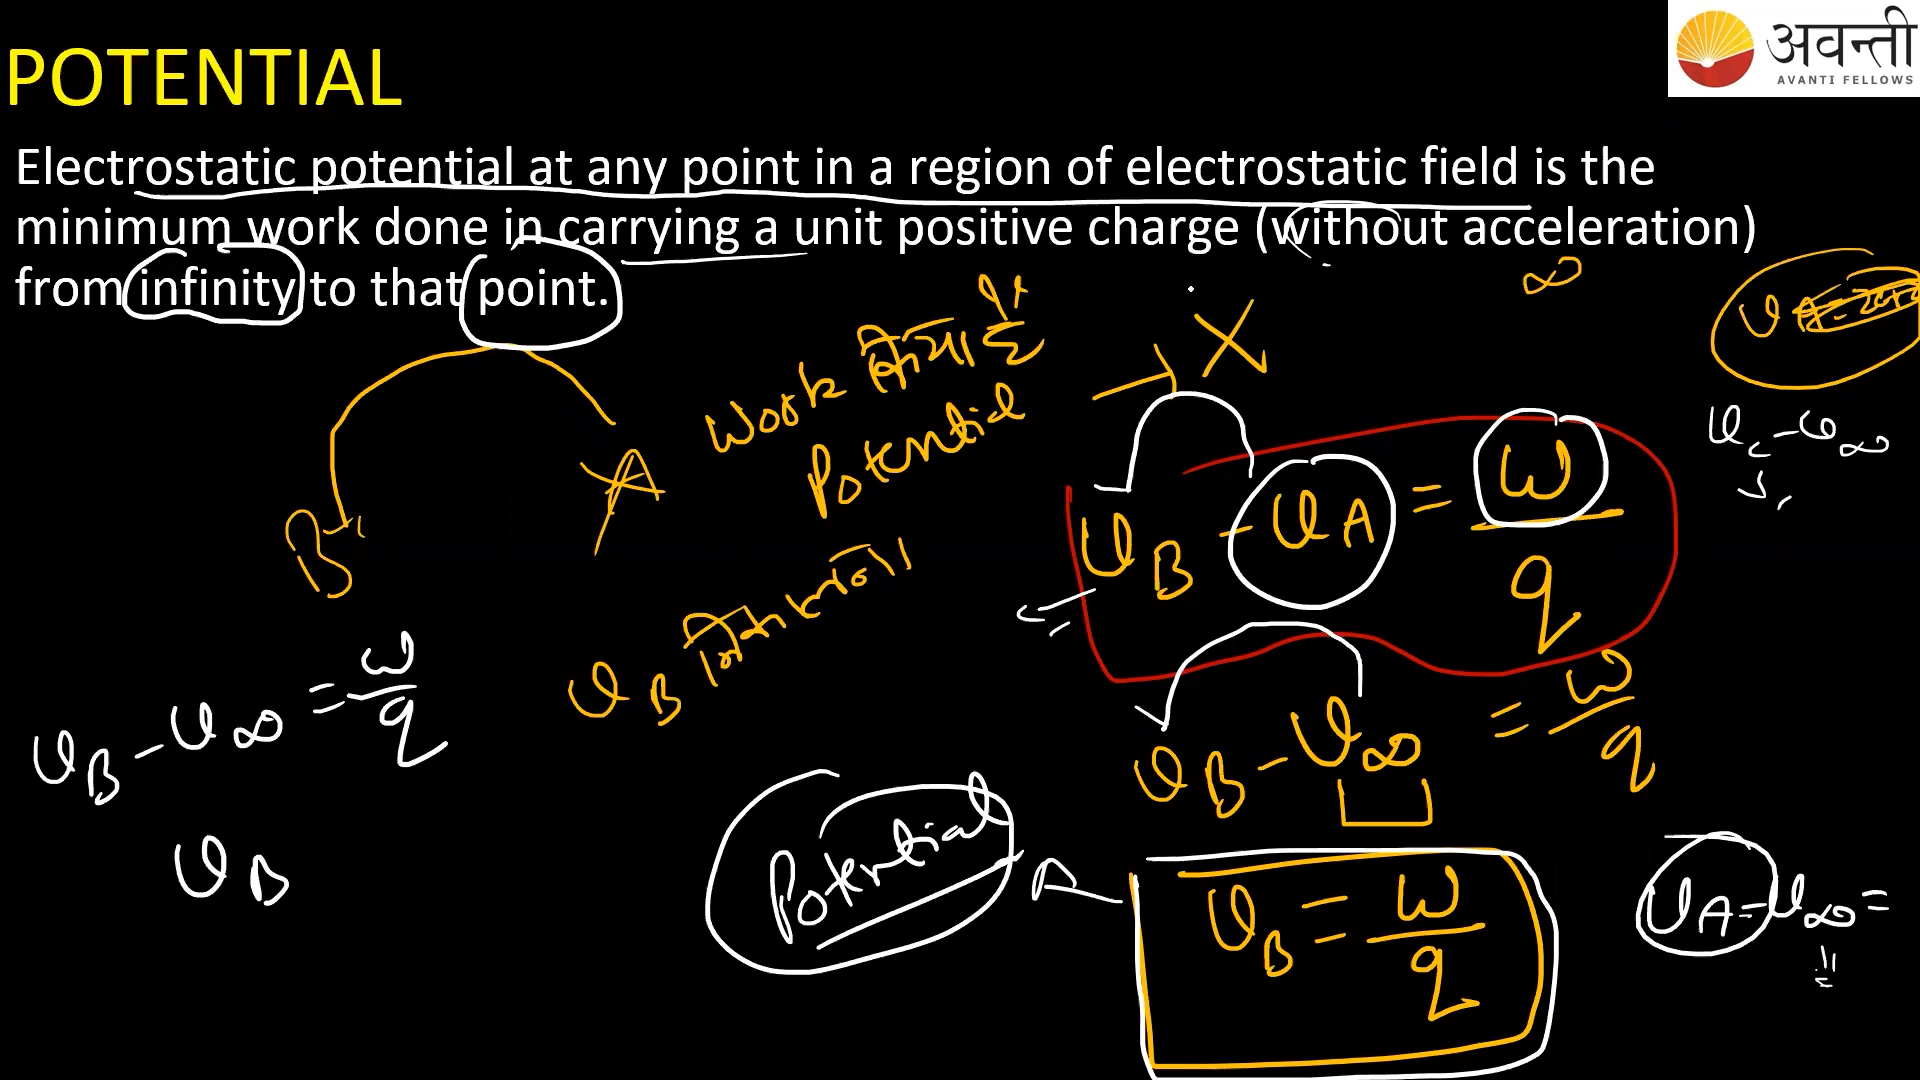 POTENTIAL
अवन्ती
AVANTI FELLOWS
Electrostatic potential at any point in a region of electrostatic field is the
minimum work done in carrying a unit positive charge (without acceleration)
from infinity to that point.
∞
Work किया है
Potential
X
A
B
V_B - V_A = W/q
V_C - V_∞
V_B निकालना
V_B - V_∞ = W/q
V_B - V_∞ = W/q
V_B
Potential
V_B = W/q
V_A - V_∞ =